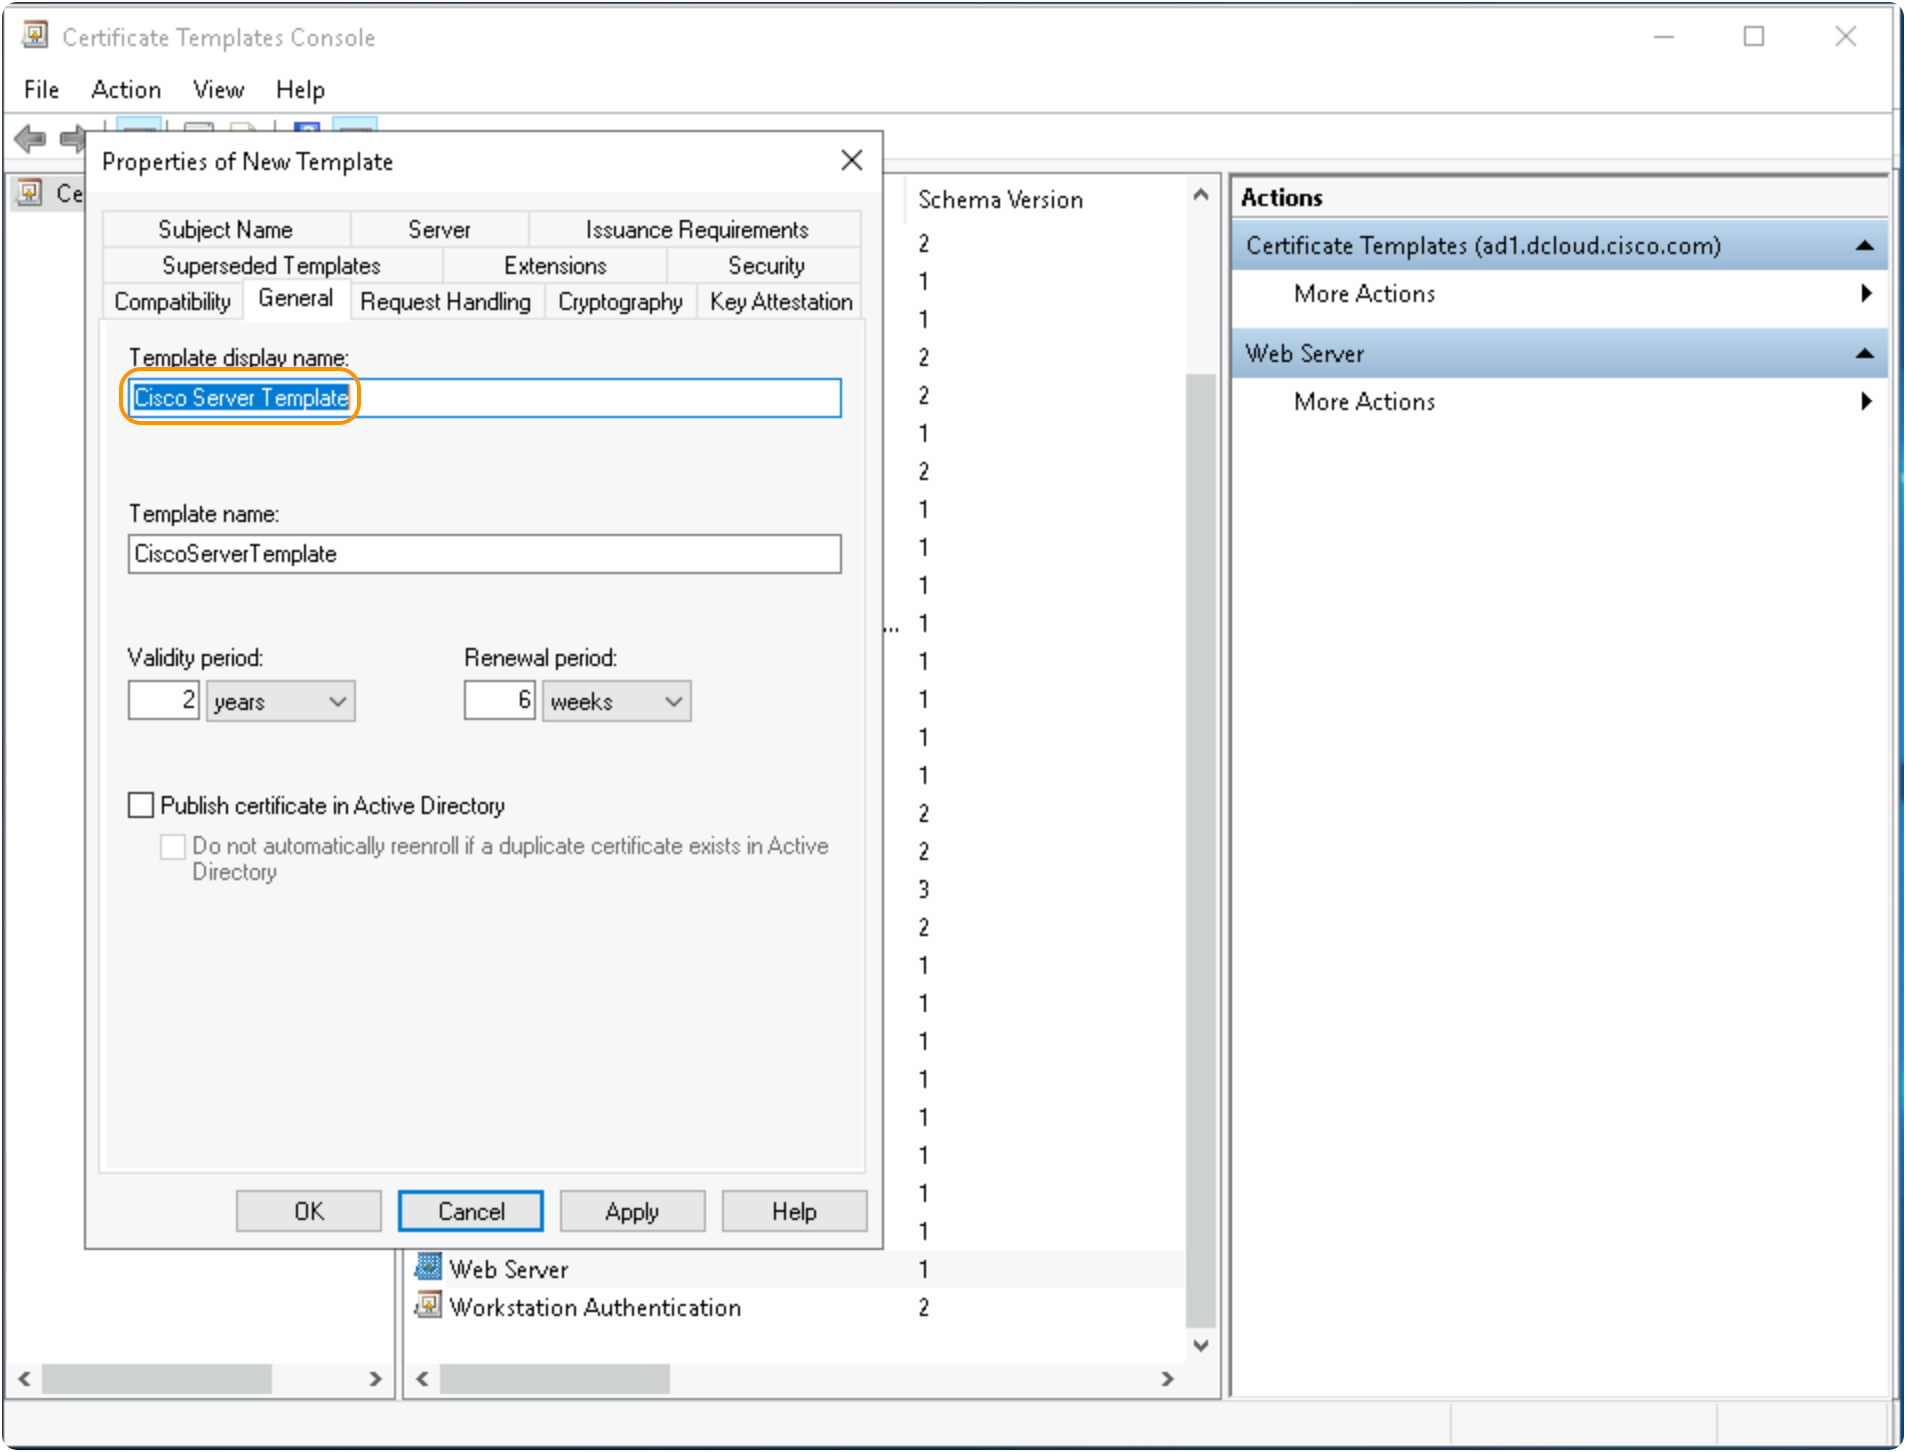 Certificate Templates Console
File Action View Help
Properties of New Template
Ce
Subject Name Server Issuance Requirements
Superseded Templates Extensions Security
Compatibility General Request Handling Cryptography Key Attestation
Template display name:
Cisco Server Template
Template name:
CiscoServerTemplate
Validity period: Renewal period:
2 years 6 weeks
Publish certificate in Active Directory
Do not automatically reenroll if a duplicate certificate exists in Active
Directory
OK Cancel Apply Help
Schema Version
2
1
1
2
2
1
2
1
1
1
... 1
1
1
1
1
2
2
3
2
1
1
1
1
1
1
1
1
Web Server 1
Workstation Authentication 2
Actions
Certificate Templates (ad1.dcloud.cisco.com)
More Actions
Web Server
More Actions